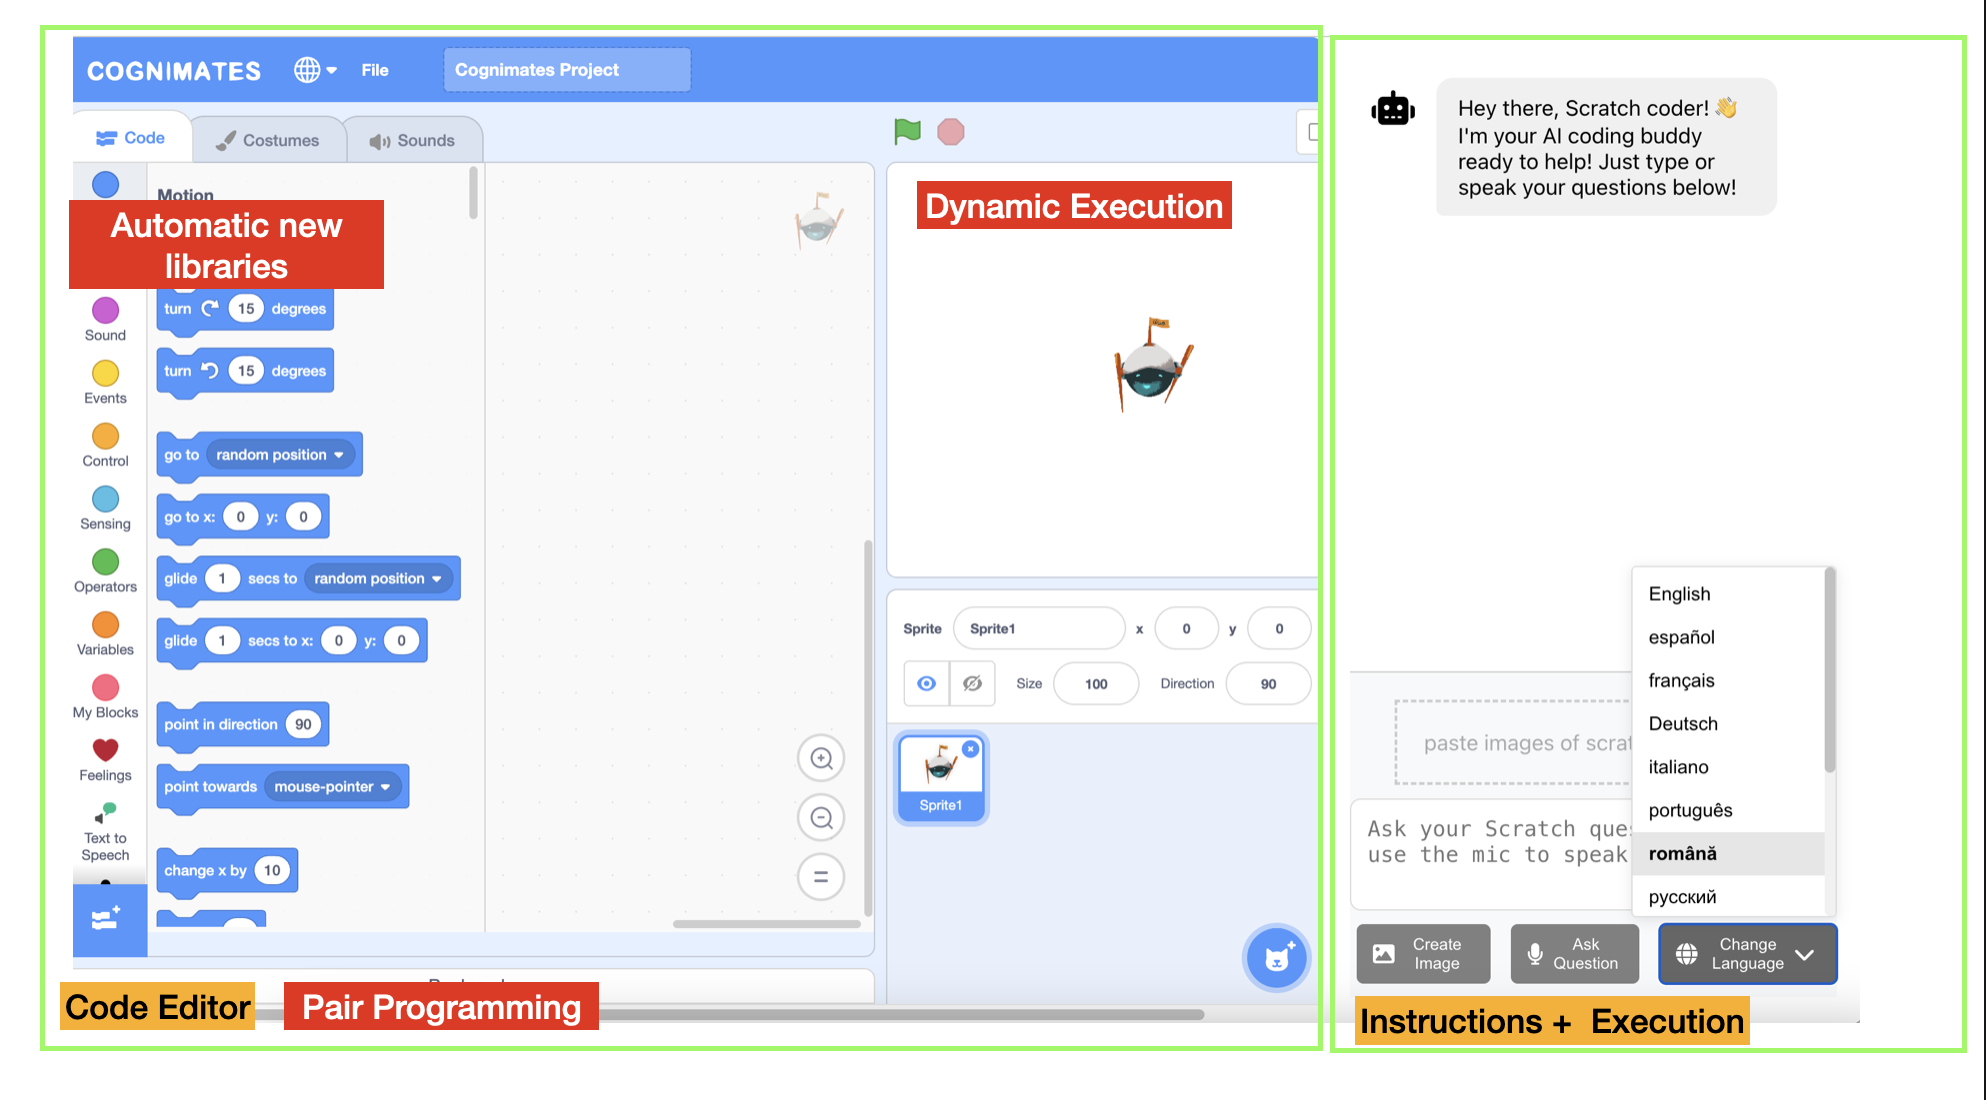 COGNIMATES
File
Cognimates Project
Code
Costumes
Sounds
Motion
Automatic new
libraries
Sound
Events
Control
Sensing
Operators
Variables
My Blocks
Feelings
Text to
Speech
turn 15 degrees
turn 15 degrees
go to random position
go to x: 0 y: 0
glide 1 secs to random position
glide 1 secs to x: 0 y: 0
point in direction 90
point towards mouse-pointer
change x by 10
Dynamic Execution
Sprite Sprite1 x 0 y 0
Size 100 Direction 90
Sprite1
Code Editor
Pair Programming
Hey there, Scratch coder! 👋
I'm your AI coding buddy
ready to help! Just type or
speak your questions below!
English
español
français
Deutsch
italiano
português
română
русский
paste images of
Ask your Scratch
use the mic to speak
Create
Image
Ask
Question
Change
Language
Instructions + Execution